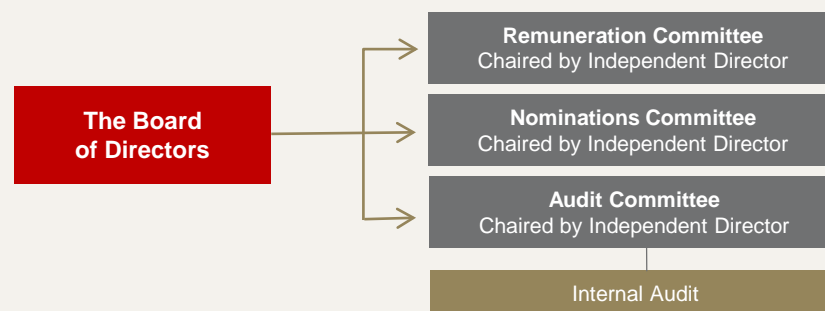 The Board
of Directors
Remuneration Committee
Chaired by Independent Director
Nominations Committee
Chaired by Independent Director
Audit Committee
Chaired by Independent Director
Internal Audit